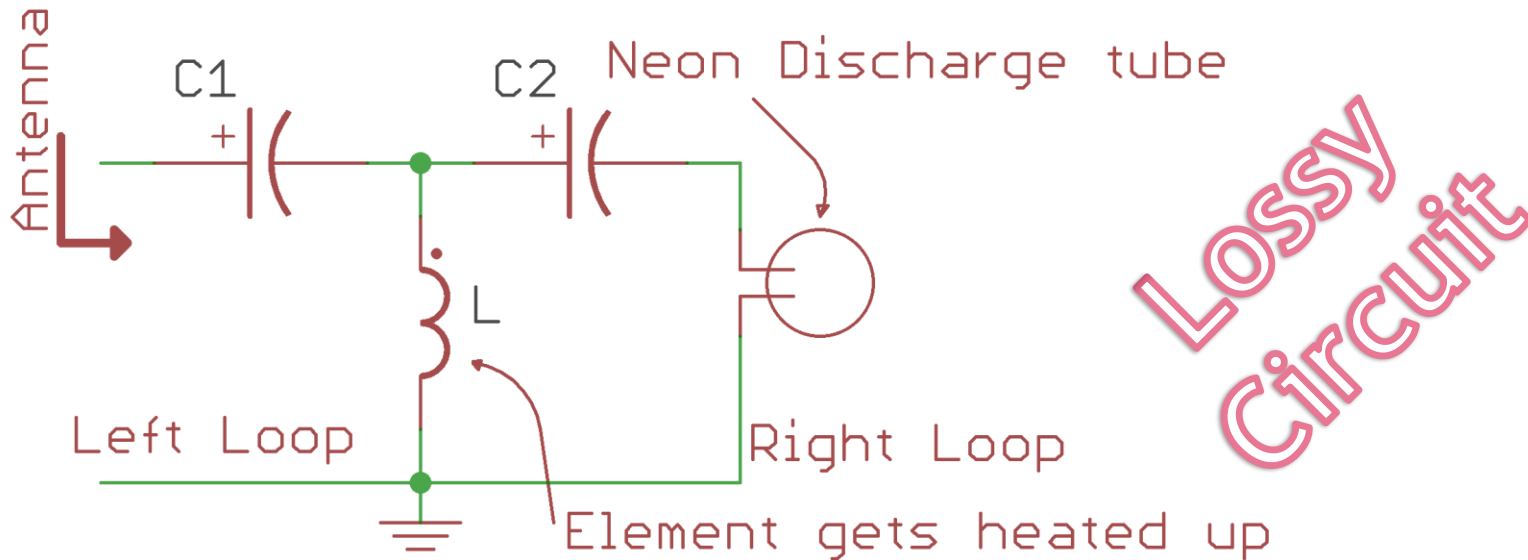 Antenna
C1
C2
Neon Discharge tube
+
+
L
Left Loop
Right Loop
Element gets heated up
Lossy
Circuit